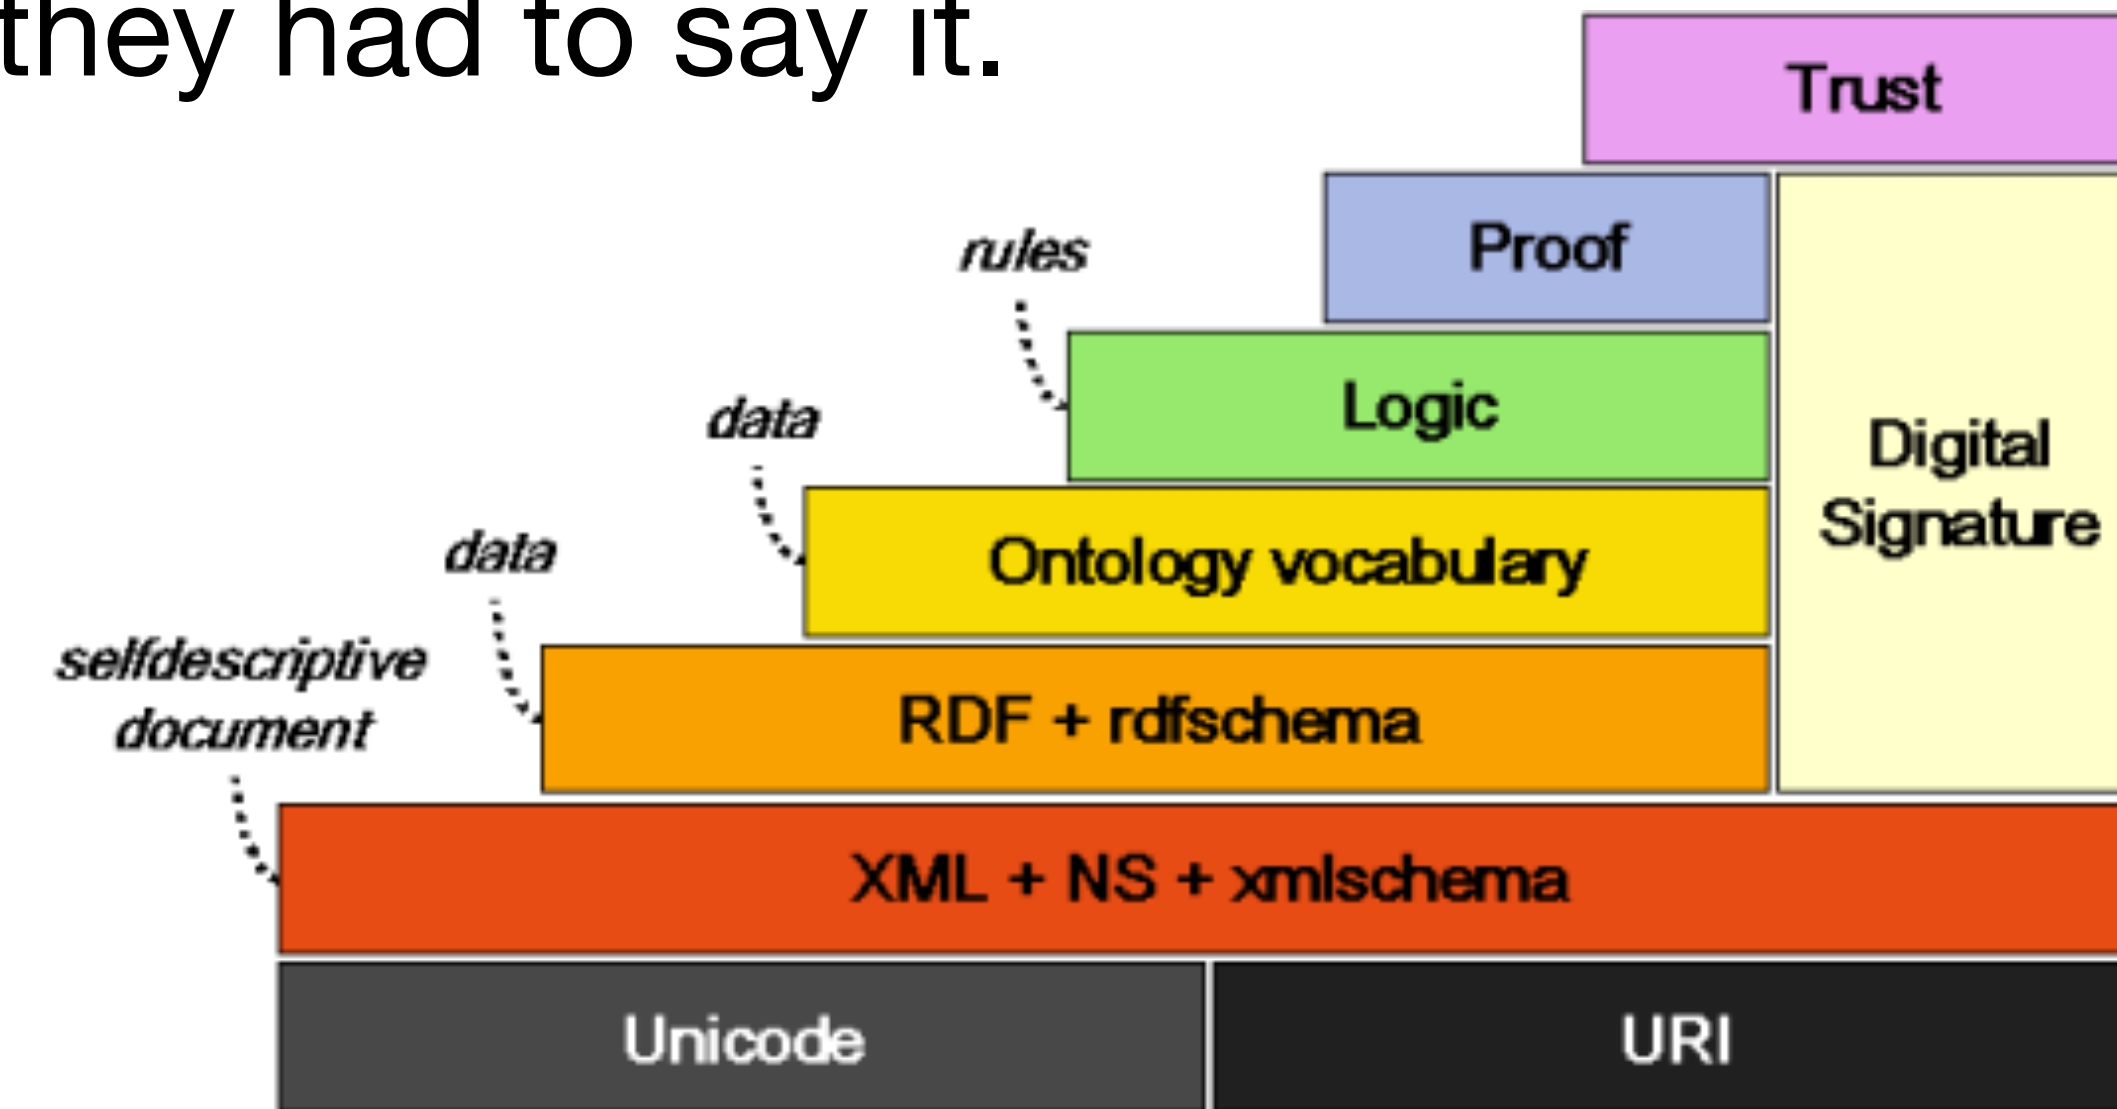 they had to say it.
Trust
Proof
rules
Logic
data
Digital
Signature
Ontology vocabulary
data
RDF + rdfschema
selfdescriptive
document
XML + NS + xmlschema
Unicode
URI